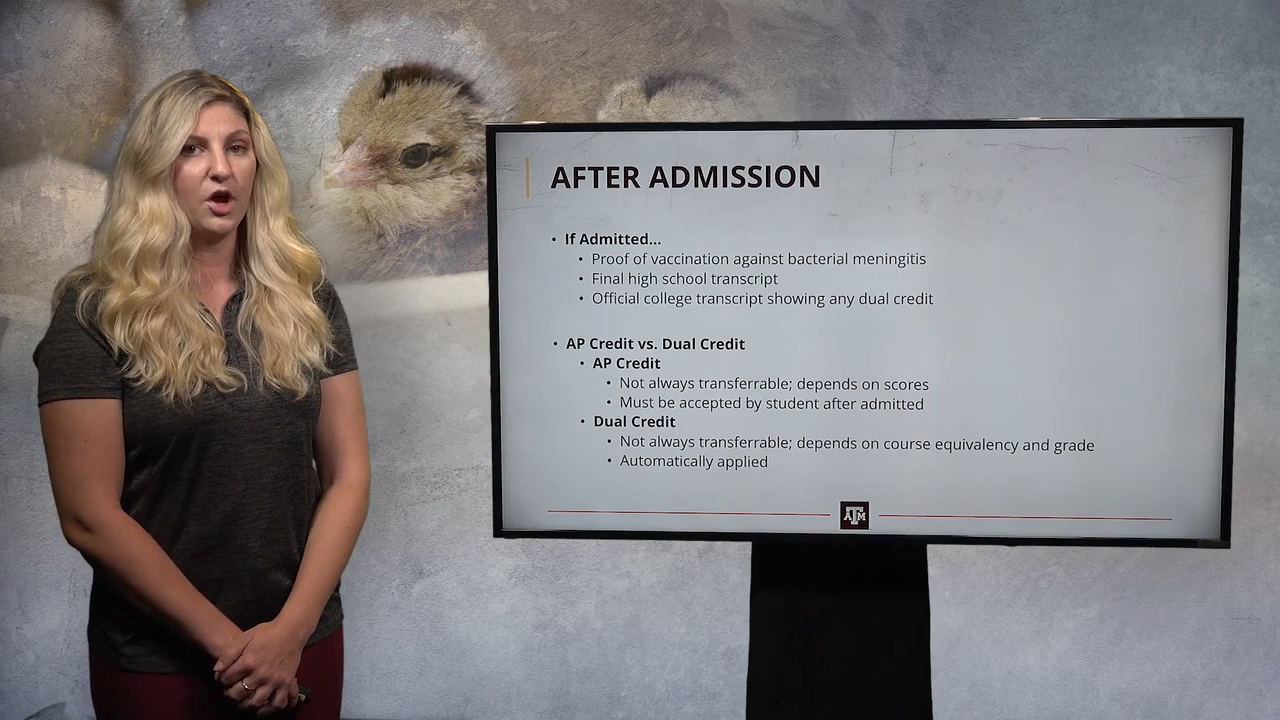 AFTER ADMISSION
• If Admitted...
• Proof of vaccination against bacterial meningitis
• Final high school transcript
• Official college transcript showing any dual credit
• AP Credit vs. Dual Credit
• AP Credit
• Not always transferrable; depends on scores
• Must be accepted by student after admitted
• Dual Credit
• Not always transferrable; depends on course equivalency and grade
• Automatically applied
ATM